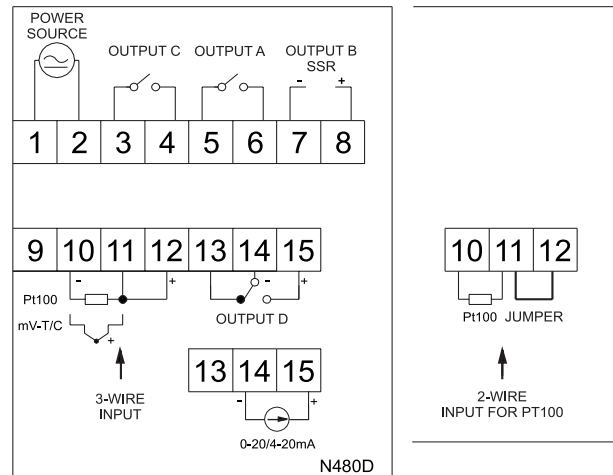 POWER
SOURCE
OUTPUT C
OUTPUT A
OUTPUT B
SSR
- +
1 2 3 4 5 6 7 8
9 10 11 12 13 14 15
- + - +
Pt100
mV-T/C
+
OUTPUT D
3-WIRE
INPUT
13 14 15
- +
0-20/4-20mA
N480D
10 11 12
Pt100 JUMPER
2-WIRE
INPUT FOR PT100